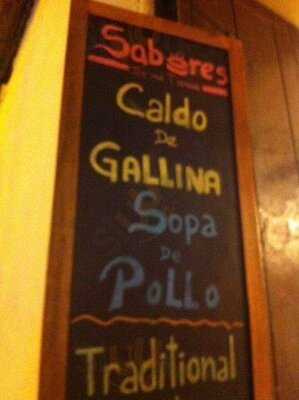 Sabores
Caldo
De
GALLINA
Sopa
De
Pollo
Traditional